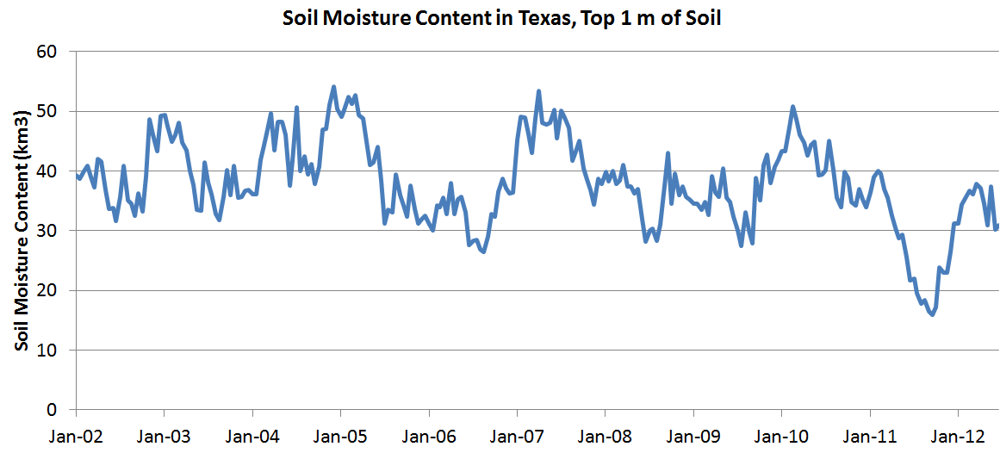 Soil Moisture Content in Texas, Top 1 m of Soil
Soil Moisture Content (km3)
60
50
40
30
20
10
0
Jan-02 Jan-03 Jan-04 Jan-05 Jan-06 Jan-07 Jan-08 Jan-09 Jan-10 Jan-11 Jan-12